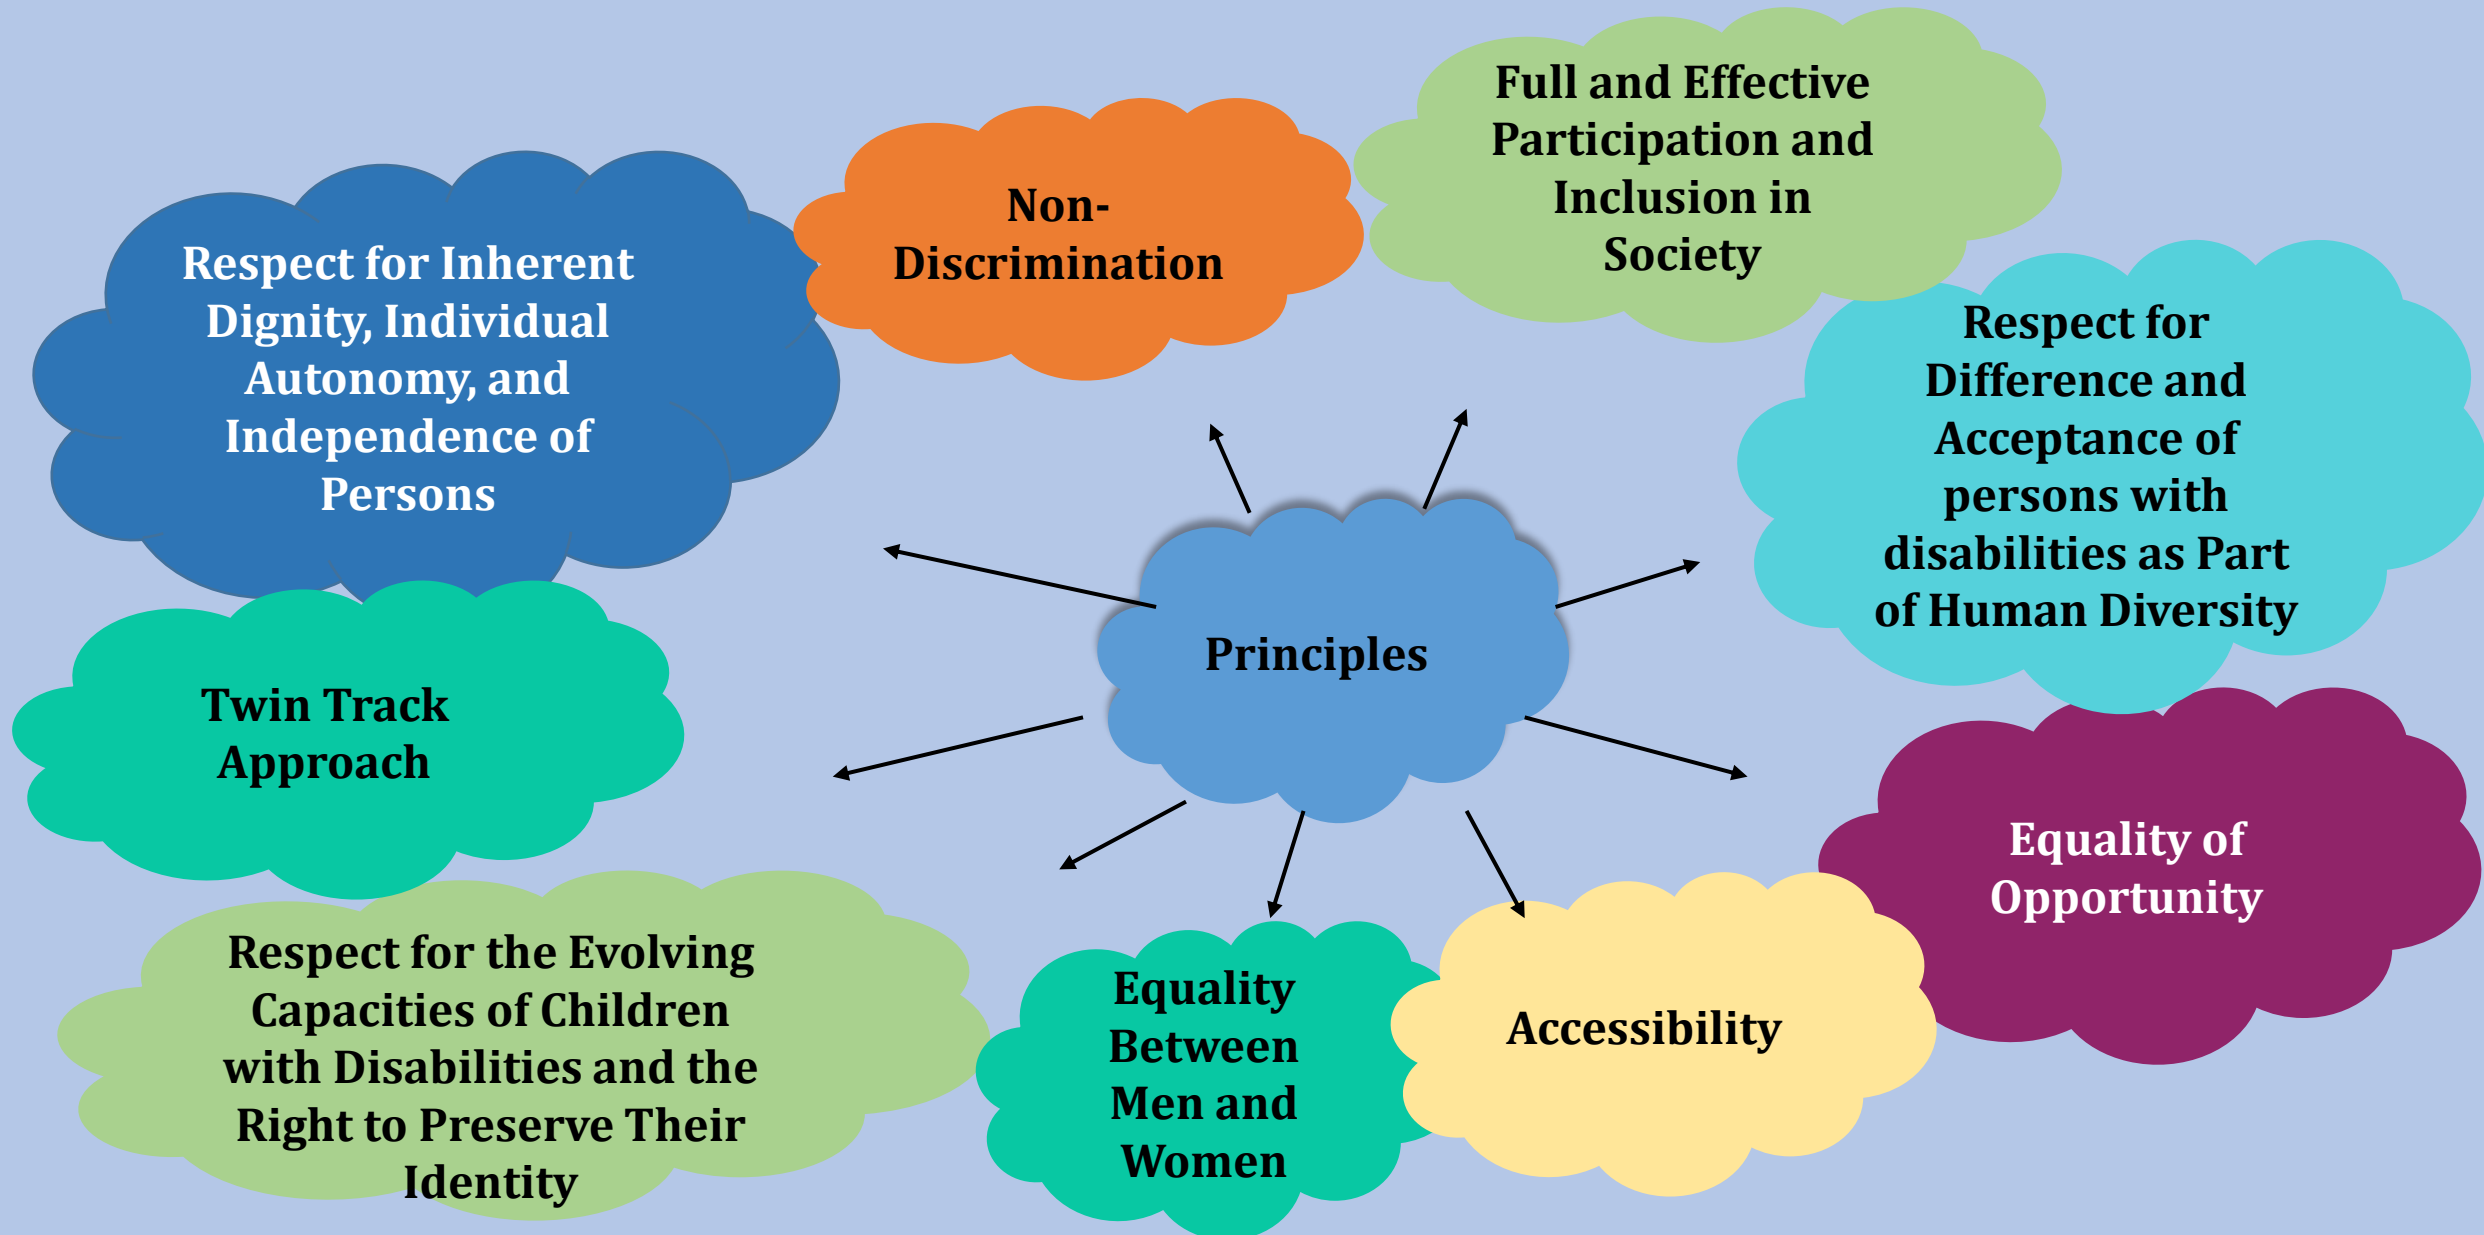 Full and Effective
Participation and
Inclusion in
Society
Non-
Discrimination
Respect for Inherent
Dignity, Individual
Autonomy, and
Independence of
Persons
Respect for
Difference and
Acceptance of
persons with
disabilities as Part
of Human Diversity
Principles
Twin Track
Approach
Equality of
Opportunity
Respect for the Evolving
Capacities of Children
with Disabilities and the
Right to Preserve Their
Identity
Equality
Between
Men and
Women
Accessibility